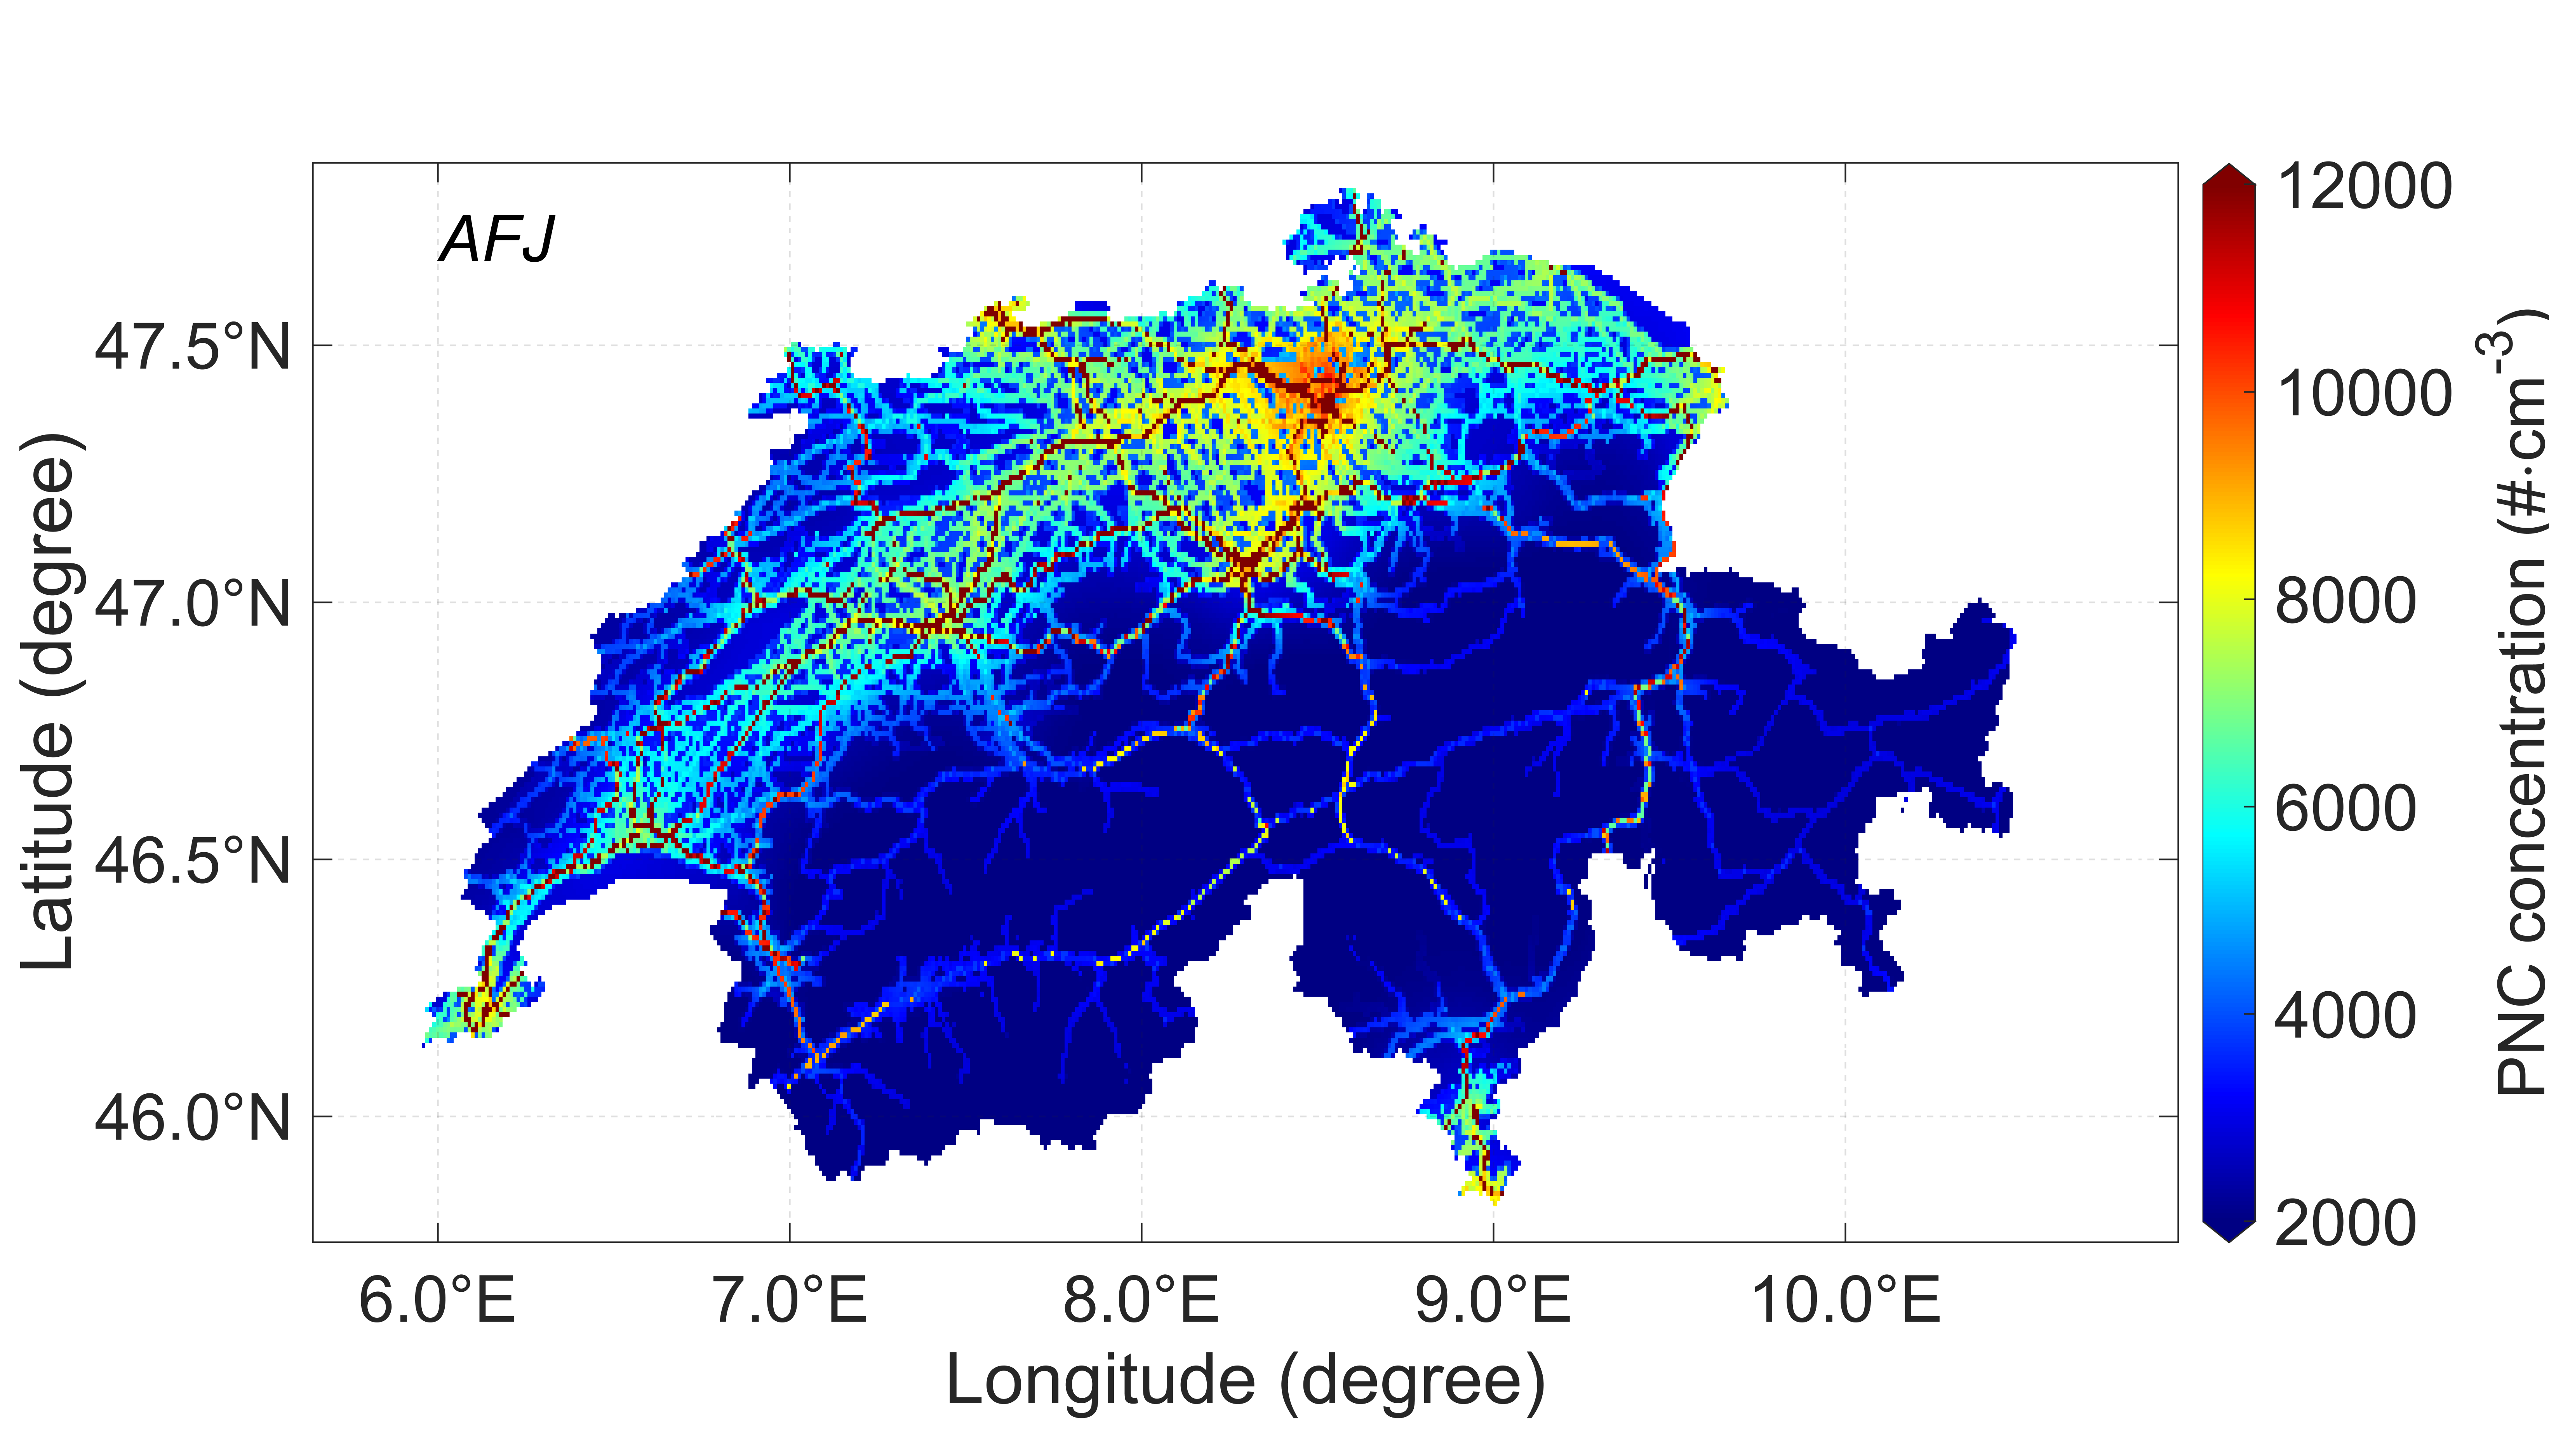 AFJ
47.5°N
47.0°N
46.5°N
46.0°N
Latitude (degree)
6.0°E 7.0°E 8.0°E 9.0°E 10.0°E
Longitude (degree)
12000
10000
8000
6000
4000
2000
PNC concentration (#·cm⁻³)